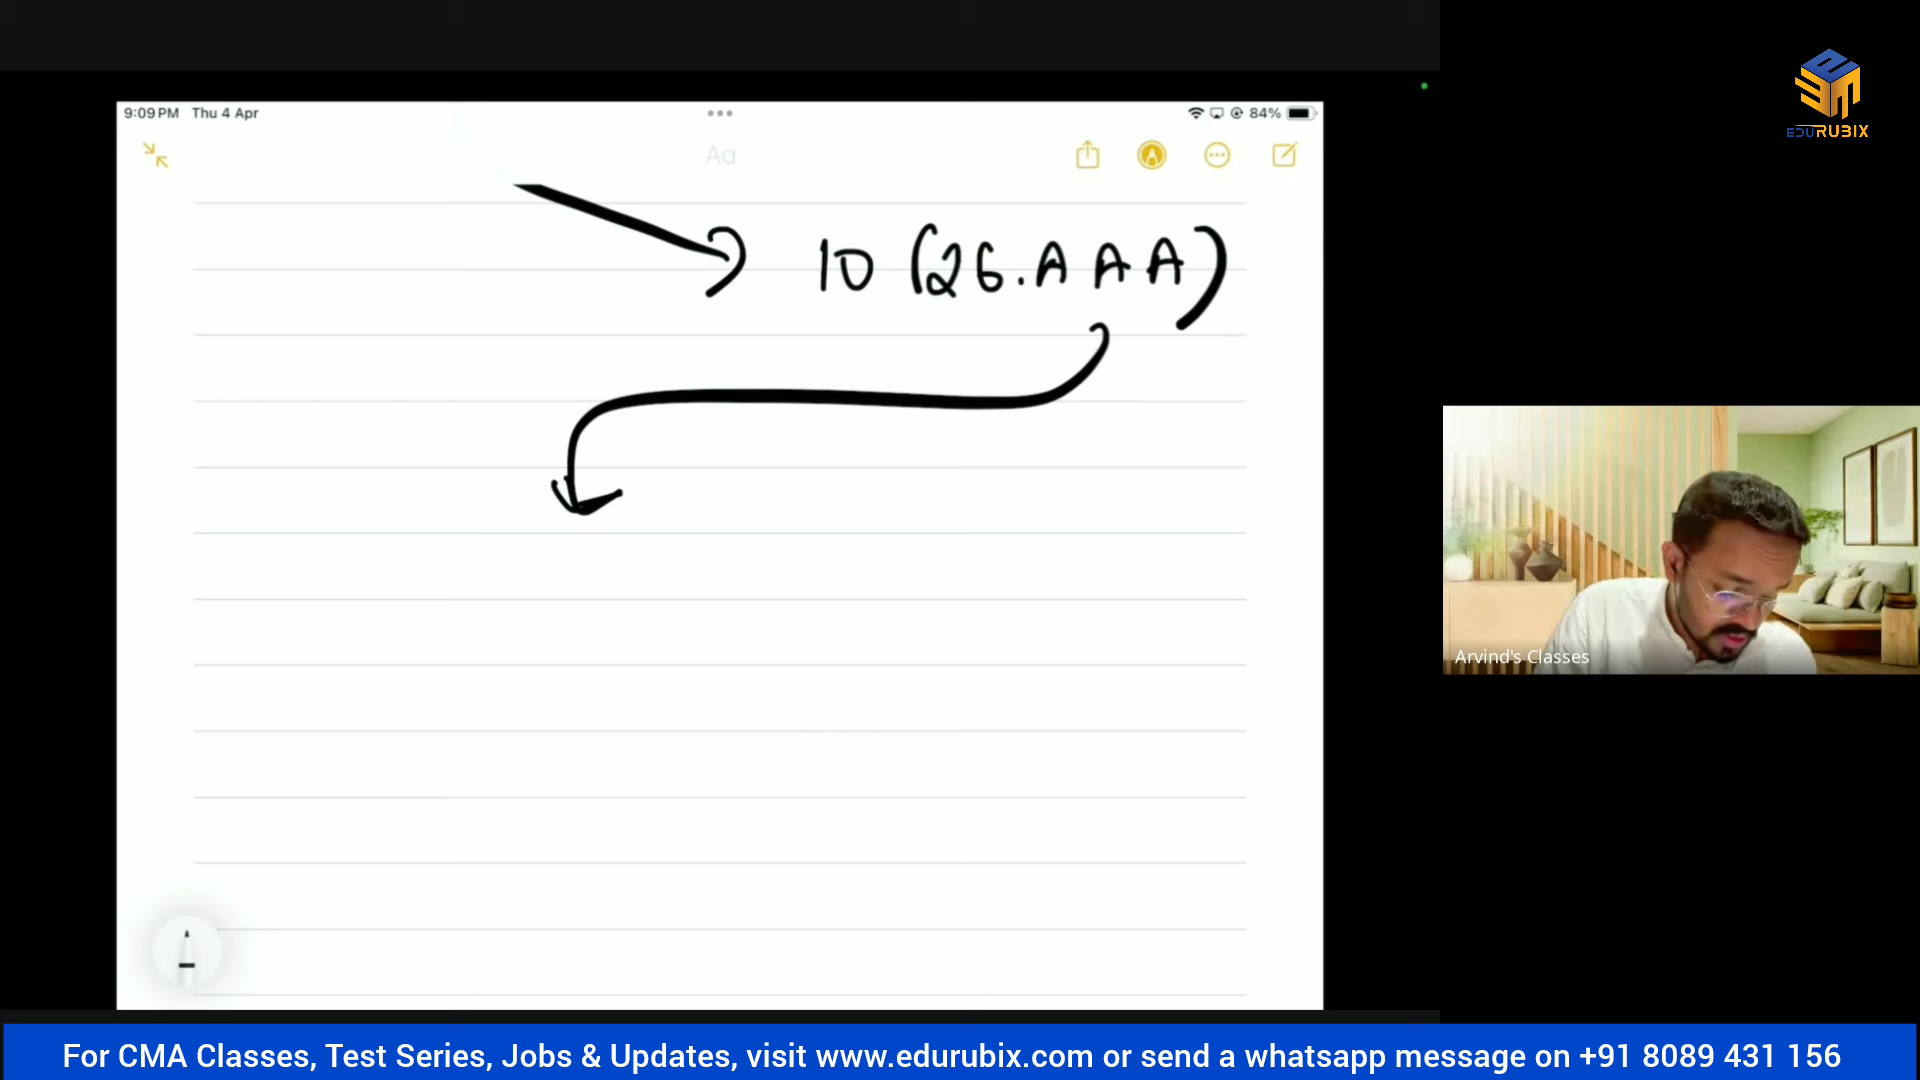 EDURUBIX
9:09 PM Thu 4 Apr
84%
Aa
10 (26.AAA)
Arvind's Classes
For CMA Classes, Test Series, Jobs & Updates, visit www.edurubix.com or send a whatsapp message on +91 8089 431 156